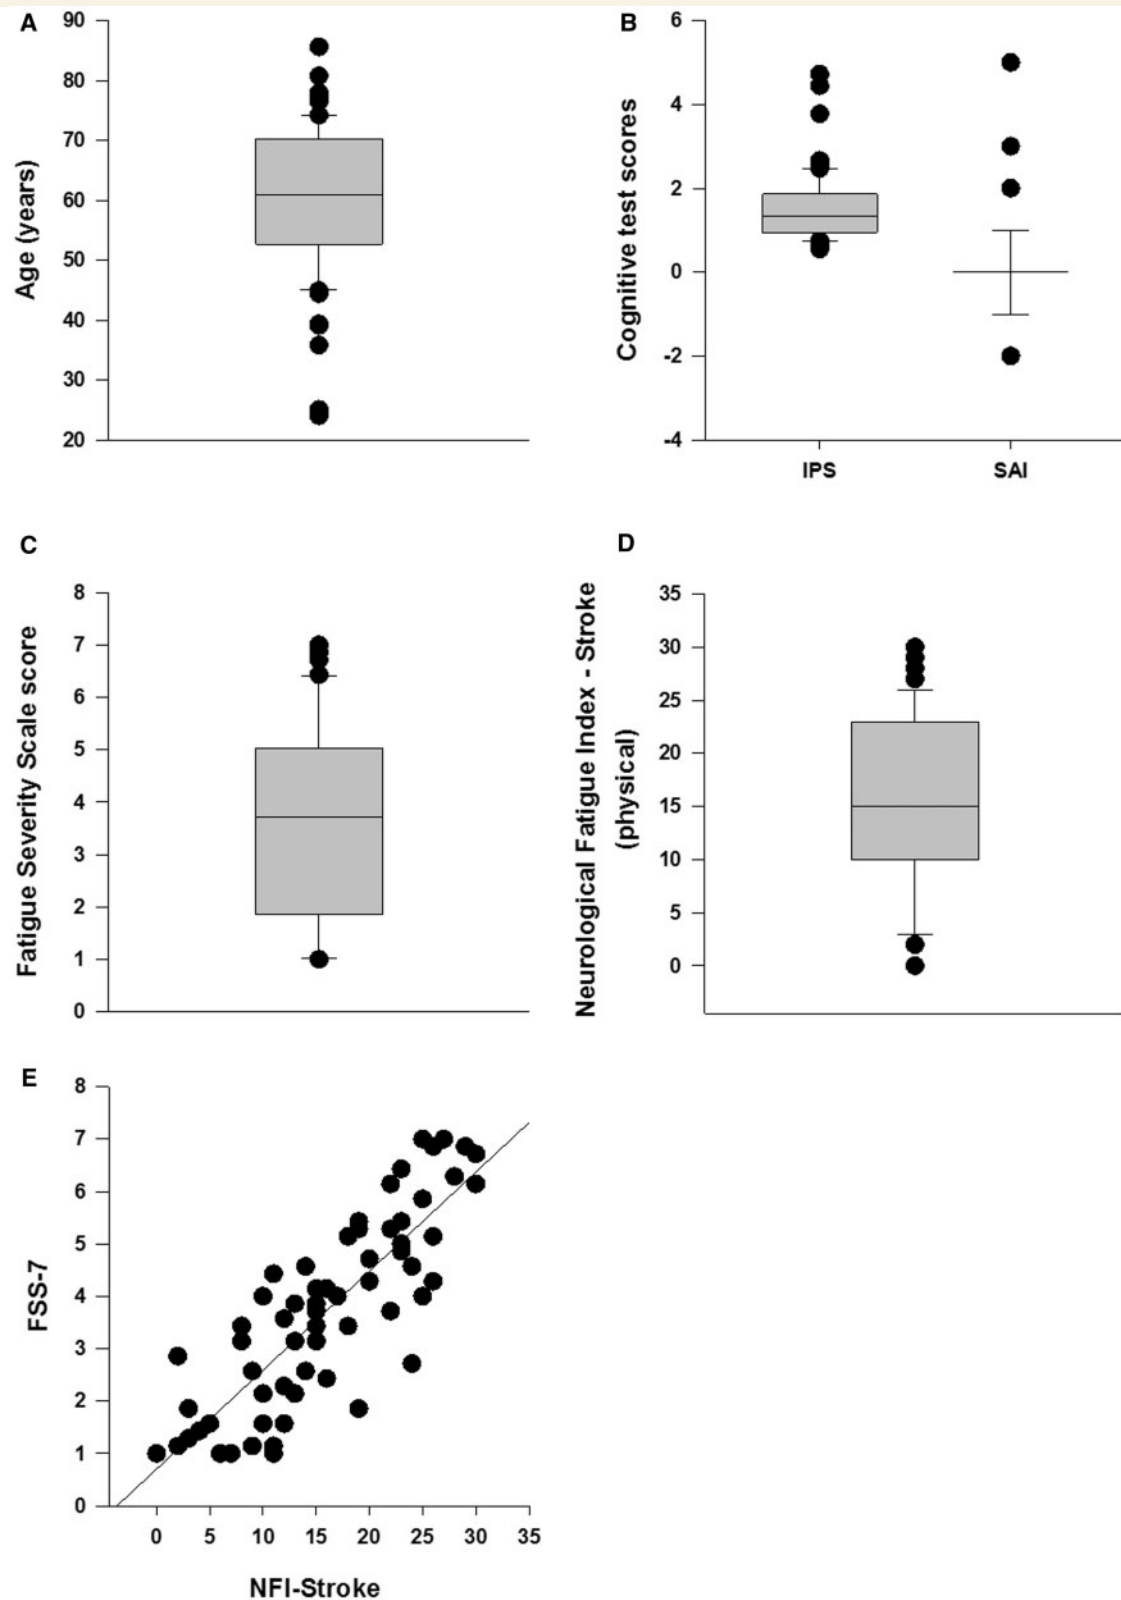 A
90
80
70
60
50
40
30
20
Age (years)
B
6
4
2
0
-2
-4
Cognitive test scores
IPS
SAI
C
8
7
6
5
4
3
2
1
0
Fatigue Severity Scale score
D
35
30
25
20
15
10
5
0
Neurological Fatigue Index - Stroke
(physical)
E
8
7
6
5
4
3
2
1
0
FSS-7
0 5 10 15 20 25 30 35
NFI-Stroke